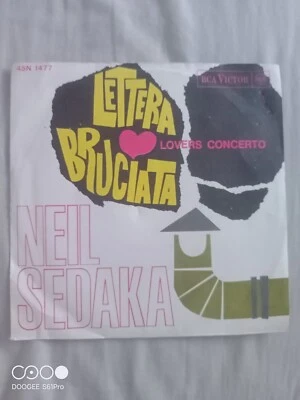 45N 1477
RCA VICTOR
LETTERA
BRUCIATA
LOVERS CONCERTO
NEIL
SEDAKA
DOOGEE S61Pro